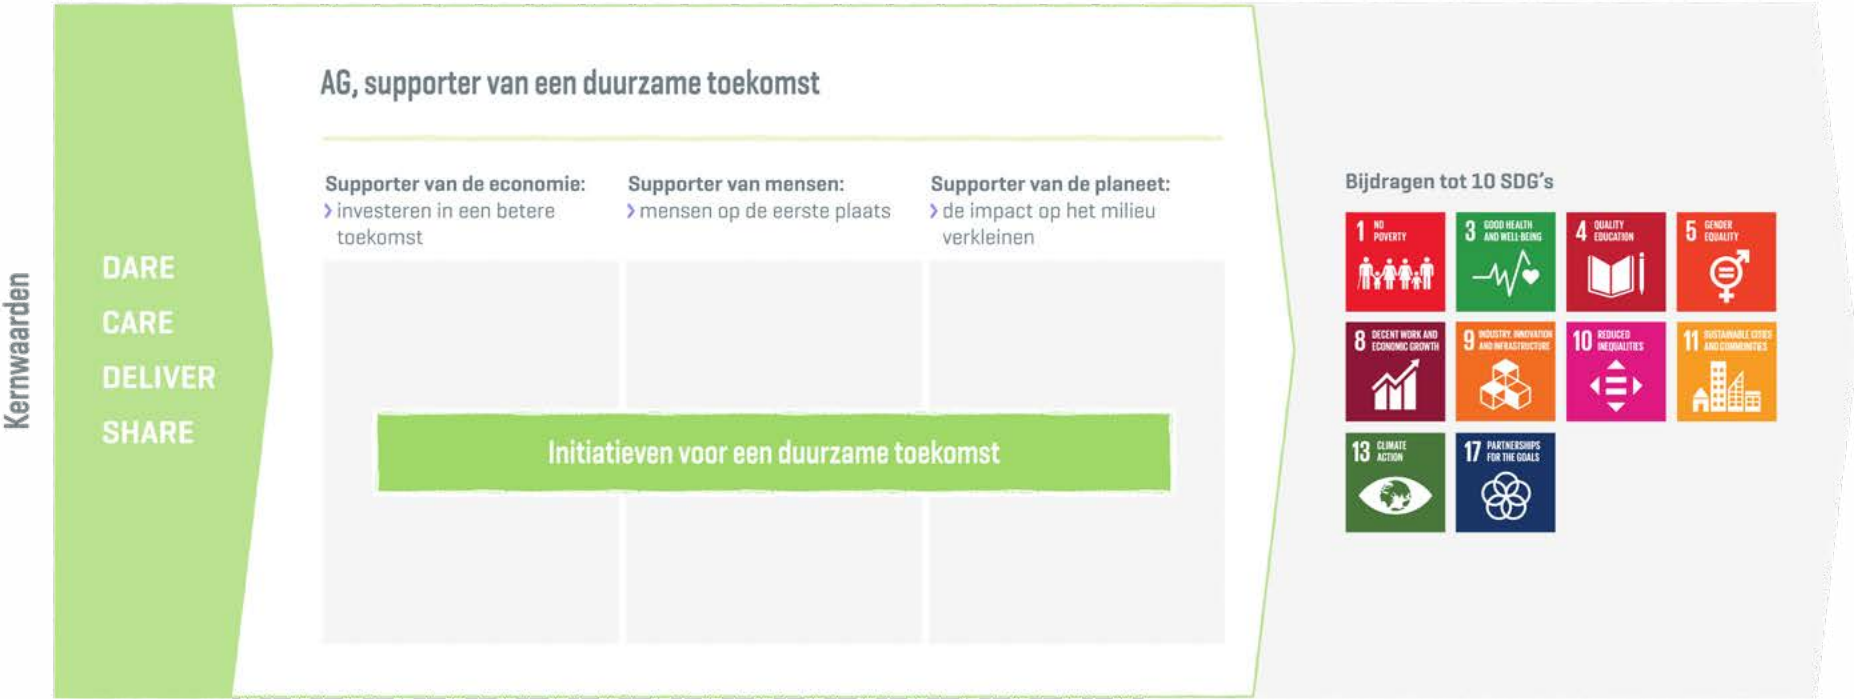 Kernwaarden
DARE
CARE
DELIVER
SHARE
AG, supporter van een duurzame toekomst
Supporter van de economie:
› investeren in een betere
toekomst
Supporter van mensen:
› mensen op de eerste plaats
Supporter van de planeet:
› de impact op het milieu
verkleinen
Initiatieven voor een duurzame toekomst
Bijdragen tot 10 SDG's
1 NO
POVERTY
3 GOOD HEALTH
AND WELL-BEING
4 QUALITY
EDUCATION
5 GENDER
EQUALITY
8 DECENT WORK AND
ECONOMIC GROWTH
9 INDUSTRY, INNOVATION
AND INFRASTRUCTURE
10 REDUCED
INEQUALITIES
11 SUSTAINABLE CITIES
AND COMMUNITIES
13 CLIMATE
ACTION
17 PARTNERSHIPS
FOR THE GOALS